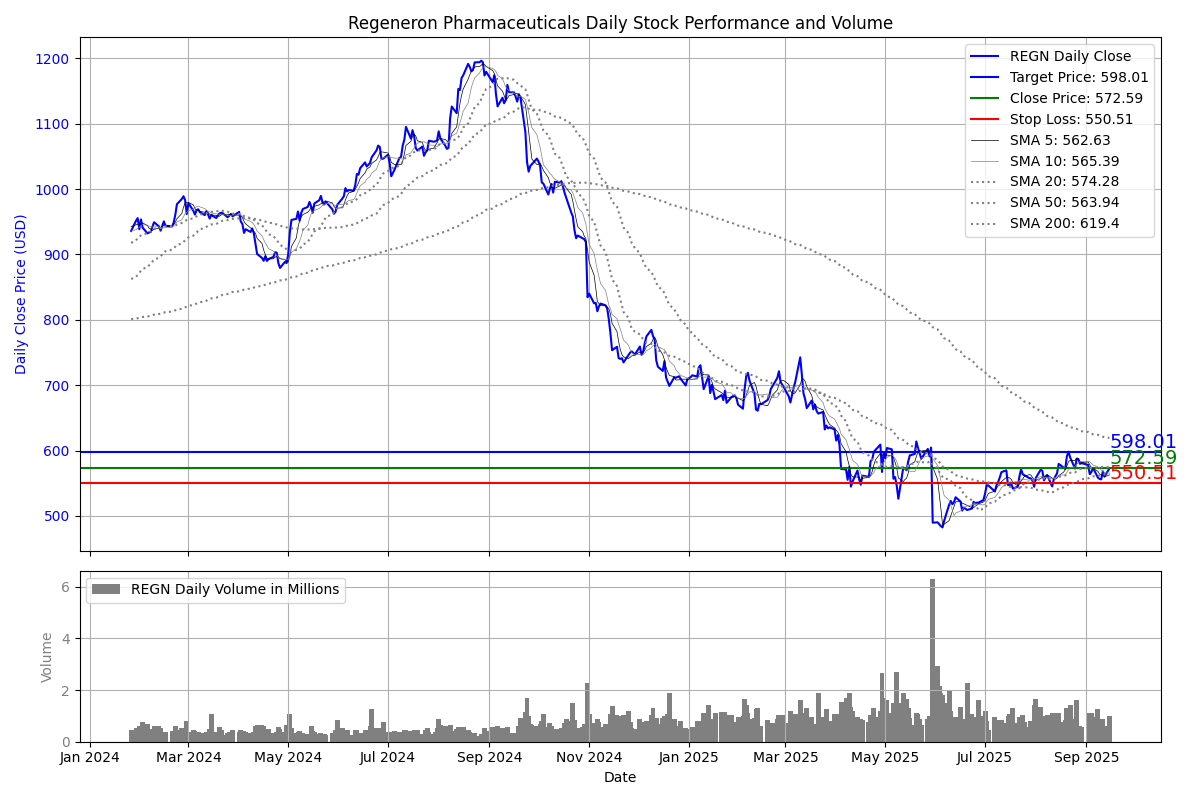 Regeneron Pharmaceuticals Daily Stock Performance and Volume
1200
1100
1000
900
800
700
600
500
Daily Close Price (USD)
REGN Daily Close
Target Price: 598.01
Close Price: 572.59
Stop Loss: 550.51
SMA 5: 562.63
SMA 10: 565.39
SMA 20: 574.28
SMA 50: 563.94
SMA 200: 619.4
598.01
572.59
550.51
REGN Daily Volume in Millions
6
4
2
0
Volume
Jan 2024 Mar 2024 May 2024 Jul 2024 Sep 2024 Nov 2024 Jan 2025 Mar 2025 May 2025 Jul 2025 Sep 2025
Date